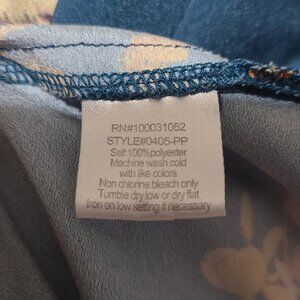 RN#100031052
STYLE#0405-PP
Self:100%polyester
Machine wash cold
with like colors
Non chlorine bleach only
Tumble dry low or dry flat
Iron on low setting if necessary